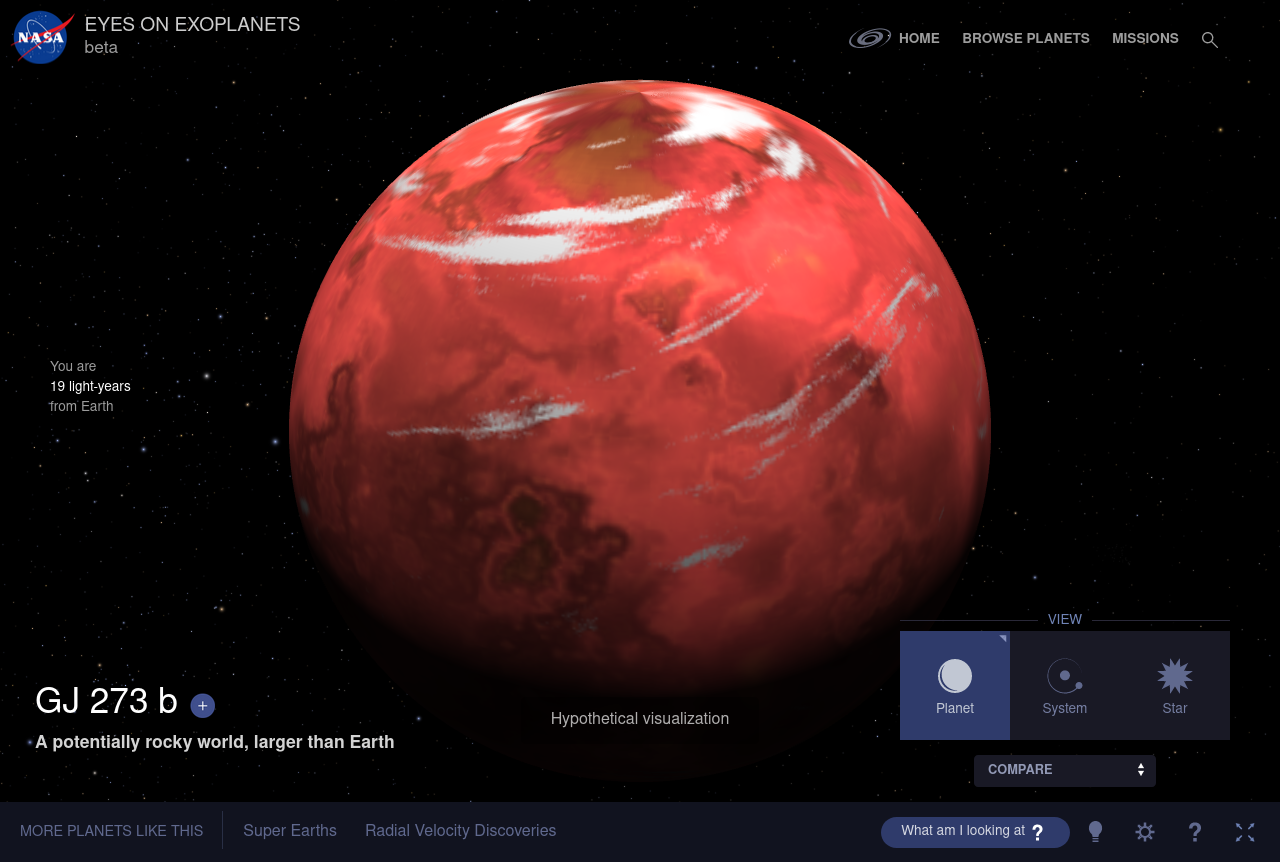 NASA
EYES ON EXOPLANETS
beta
HOME
BROWSE PLANETS
MISSIONS
You are
19 light-years
from Earth
VIEW
Planet
System
Star
GJ 273 b +
A potentially rocky world, larger than Earth
Hypothetical visualization
COMPARE
MORE PLANETS LIKE THIS
Super Earths
Radial Velocity Discoveries
What am I looking at ?
?